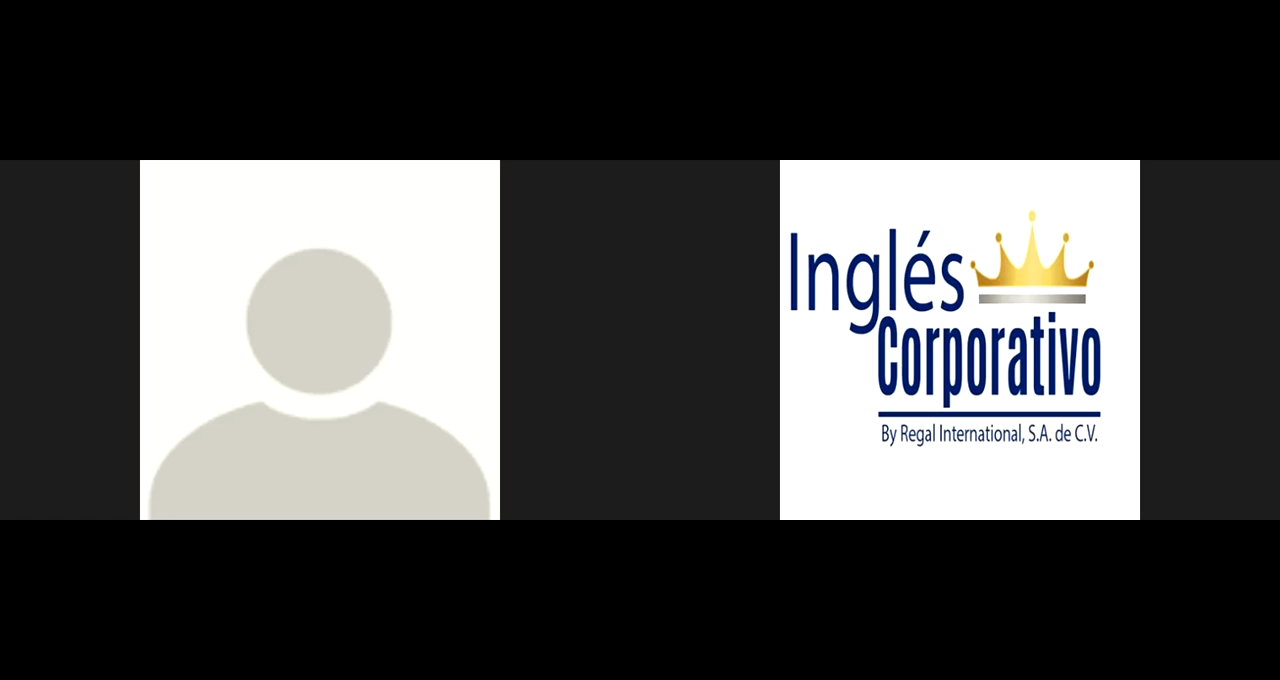 Inglés
Corporativo
By Regal International, S.A. de C.V.